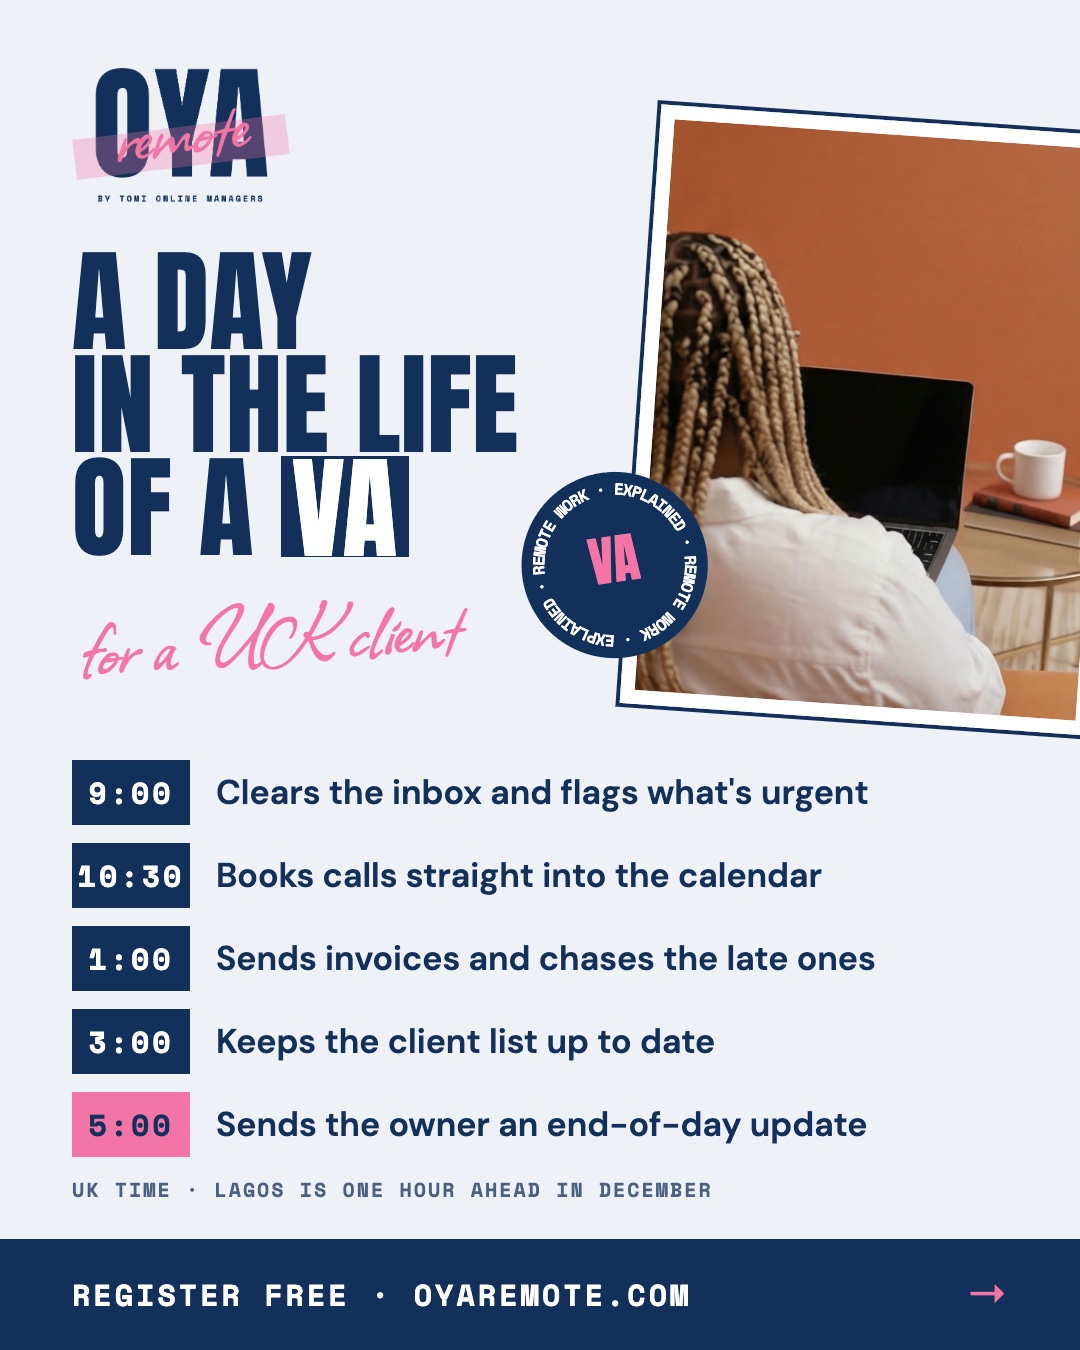 OYA
remote
BY TOMI ONLINE MANAGERS
A DAY
IN THE LIFE
OF A VA
for a UK client
REMOTE WORK · EXPLAINED · REMOTE WORK · EXPLAINED ·
VA
9:00 Clears the inbox and flags what's urgent
10:30 Books calls straight into the calendar
1:00 Sends invoices and chases the late ones
3:00 Keeps the client list up to date
5:00 Sends the owner an end-of-day update
UK TIME · LAGOS IS ONE HOUR AHEAD IN DECEMBER
REGISTER FREE · OYAREMOTE.COM →